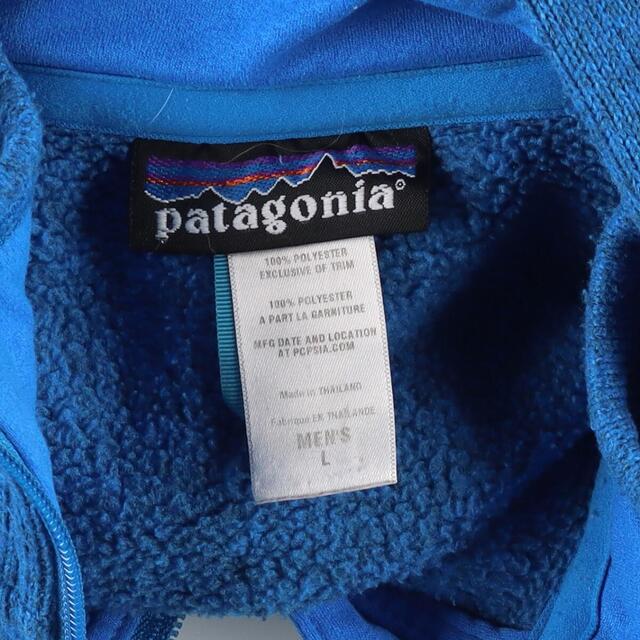 patagonia®
100% POLYESTER
EXCLUSIVE OF TRIM
100% POLYESTER
A PART LA GARNITURE
MFG DATE AND LOCATION
AT PCPSIA.COM
Made in THAILAND
Fabriqué EN THAÏLANDE
MEN'S
L